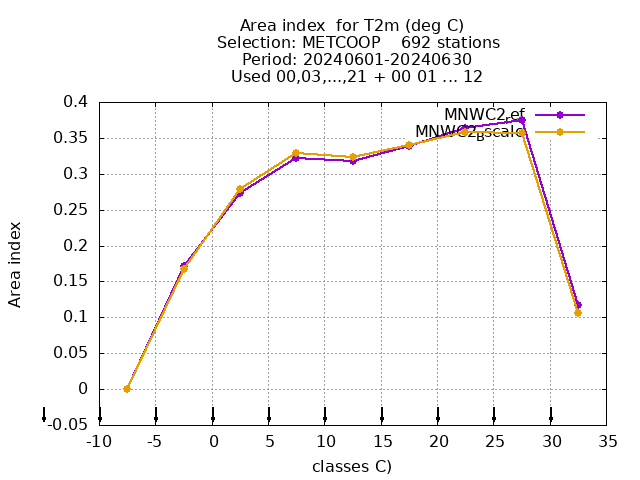 Area index  for T2m (deg C)
Selection: METCOOP    692 stations
Period: 20240601-20240630
Used 00,03,...,21 + 00 01 ... 12
MNWC2ref
MNWC2Bscale
Area index
0.4
0.35
0.3
0.25
0.2
0.15
0.1
0.05
0
-0.05
-10 -5 0 5 10 15 20 25 30 35
classes C)